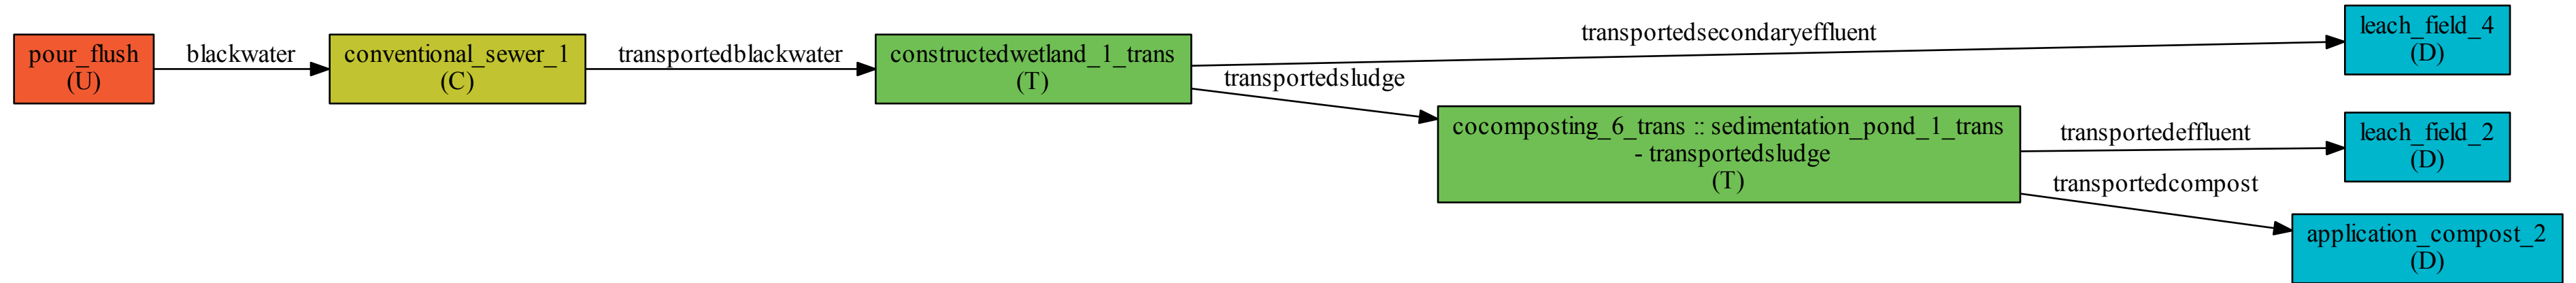 pour_flush
(U)
blackwater
conventional_sewer_1
(C)
transportedblackwater
constructedwetland_1_trans
(T)
transportedsecondaryeffluent
leach_field_4
(D)
transportedsludge
cocomposting_6_trans :: sedimentation_pond_1_trans
- transportedsludge
(T)
transportedeffluent
leach_field_2
(D)
transportedcompost
application_compost_2
(D)